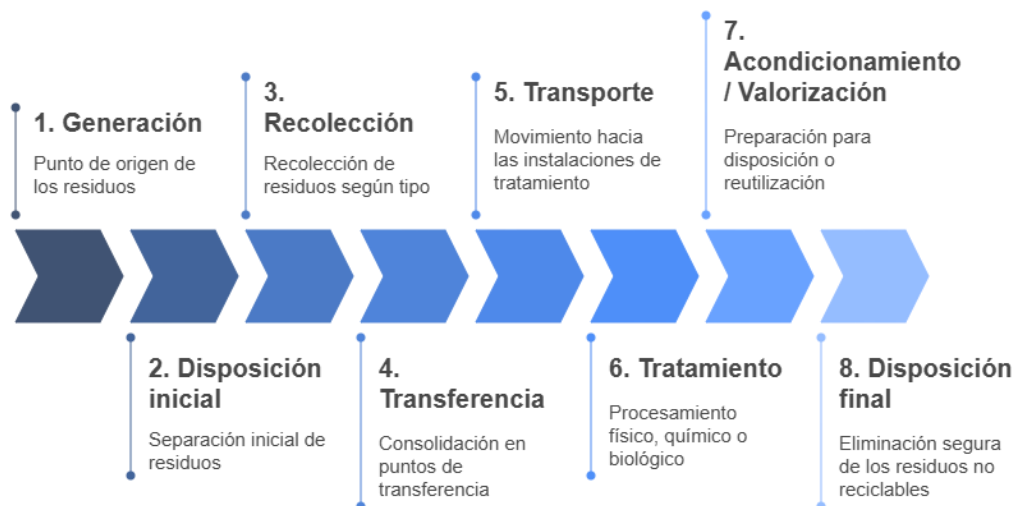 1. Generación
Punto de origen de
los residuos
2. Disposición
inicial
Separación inicial de
residuos
3.
Recolección
Recolección de
residuos según tipo
4.
Transferencia
Consolidación en
puntos de
transferencia
5. Transporte
Movimiento hacia
las instalaciones de
tratamiento
6. Tratamiento
Procesamiento
físico, químico o
biológico
7.
Acondicionamiento
/ Valorización
Preparación para
disposición o
reutilización
8. Disposición
final
Eliminación segura
de los residuos no
reciclables